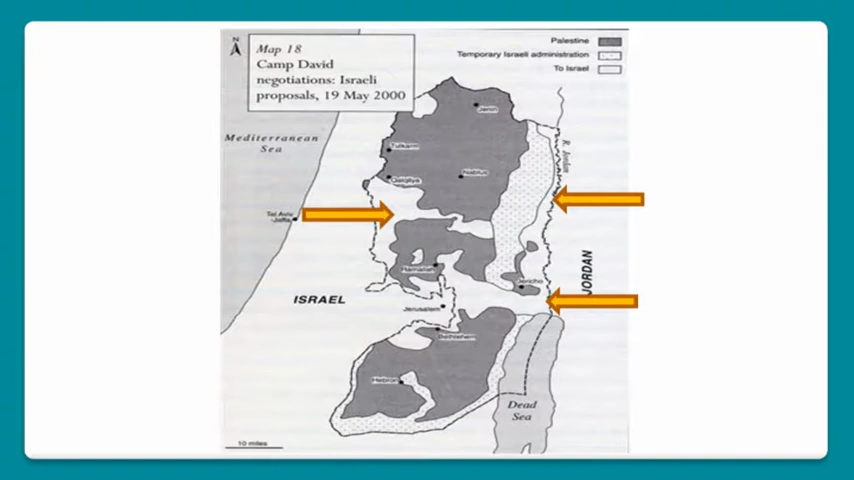 N
Map 18
Camp David
negotiations: Israeli
proposals, 19 May 2000
Palestine
Temporary Israeli administration
To Israel
Mediterranean
Sea
Jenin
Tulkarm
Nablus
Qalqilya
R. Jordan
Tel Aviv
-Jaffa
Ramallah
Jericho
JORDAN
ISRAEL
Jerusalem
Bethlehem
Hebron
Dead
Sea
10 miles